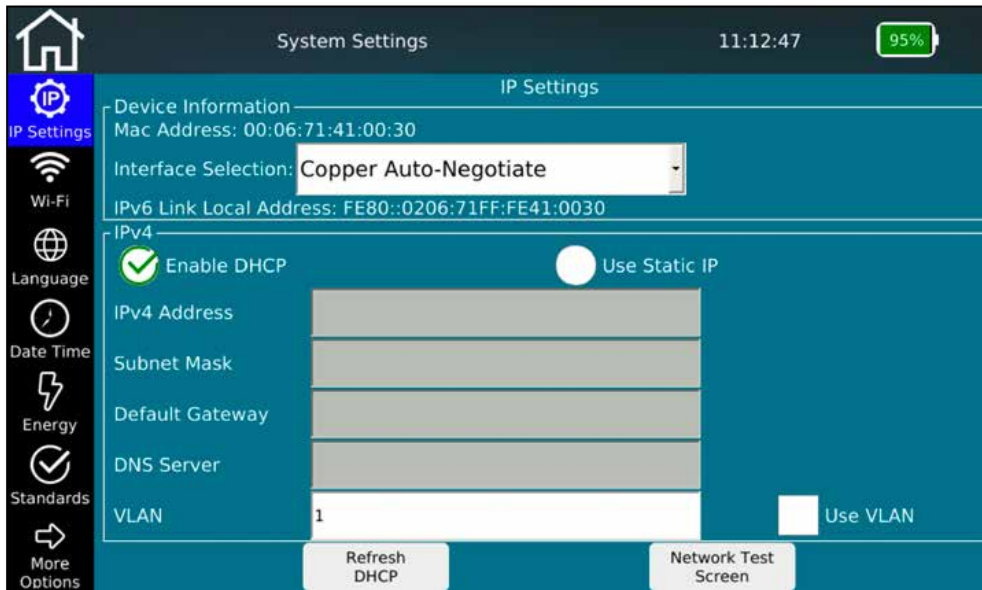 System Settings 11:12:47 95%
IP
IP Settings
Wi-Fi
Language
Date Time
Energy
Standards
More
Options
IP Settings
Device Information
Mac Address: 00:06:71:41:00:30
Interface Selection: Copper Auto-Negotiate
IPv6 Link Local Address: FE80::0206:71FF:FE41:0030
IPv4
Enable DHCP Use Static IP
IPv4 Address
Subnet Mask
Default Gateway
DNS Server
VLAN 1 Use VLAN
Refresh
DHCP
Network Test
Screen